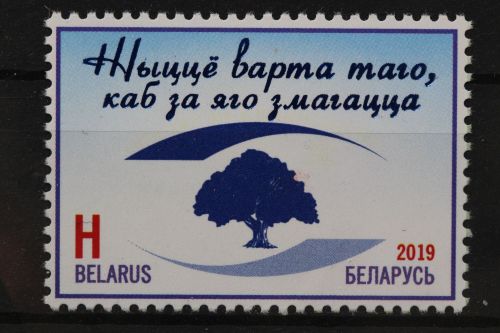 Жыццё варта таго,
каб за яго змагацца
H 2019
BELARUS БЕЛАРУСЬ